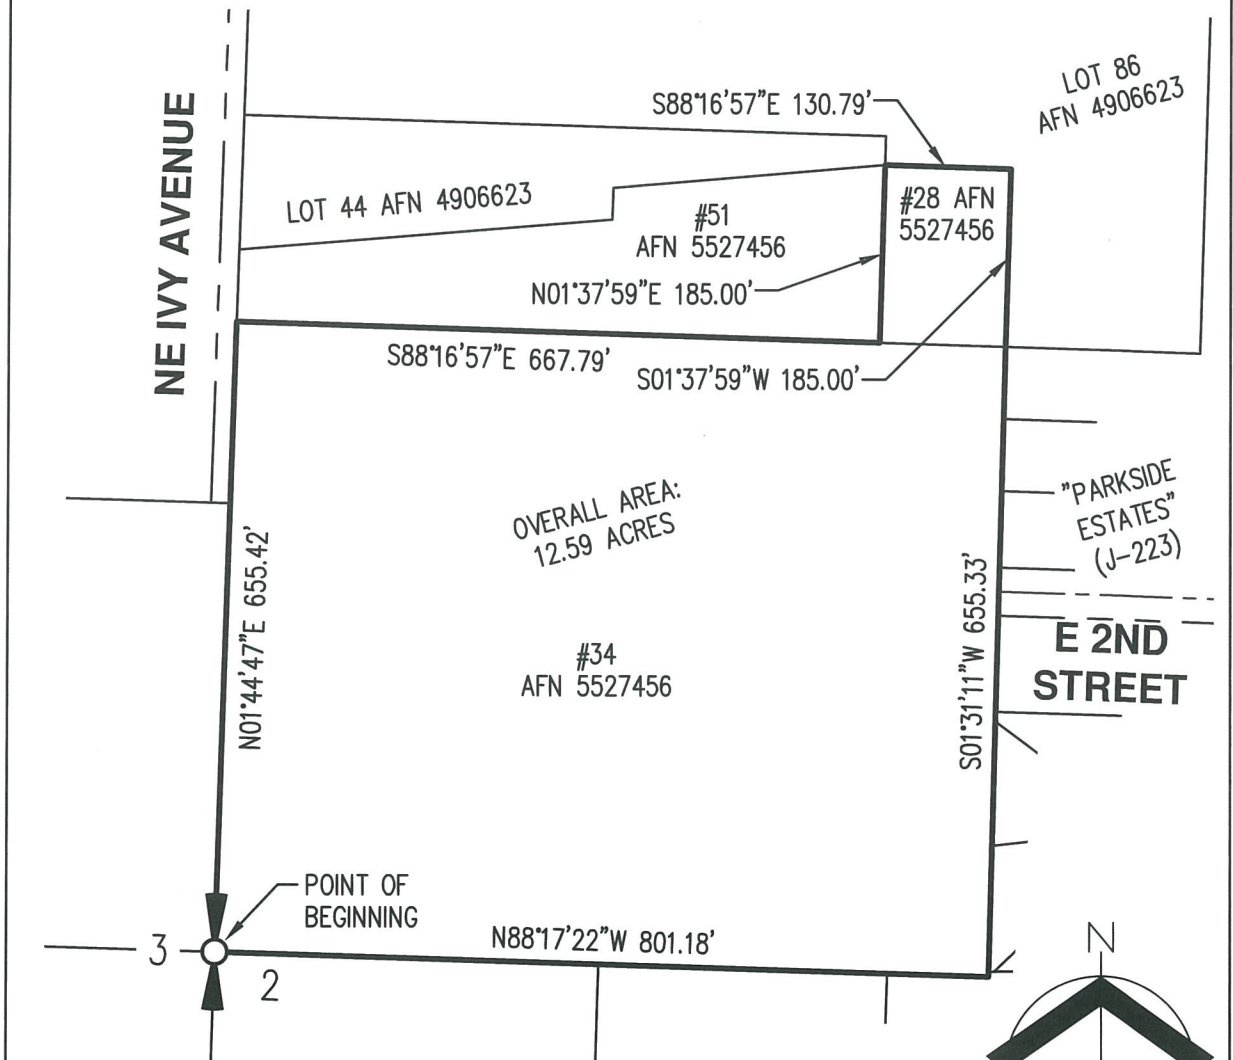 NE IVY AVENUE
S88°16'57"E 130.79'
LOT 86
AFN 4906623
LOT 44 AFN 4906623
#51
AFN 5527456
#28 AFN
5527456
N01°37'59"E 185.00'
S88°16'57"E 667.79'
S01°37'59"W 185.00'
OVERALL AREA:
12.59 ACRES
"PARKSIDE
ESTATES"
(J-223)
N01°44'47"E 655.42'
S01°31'11"W 655.33'
E 2ND
STREET
#34
AFN 5527456
POINT OF
BEGINNING
N88°17'22"W 801.18'
3
2
N